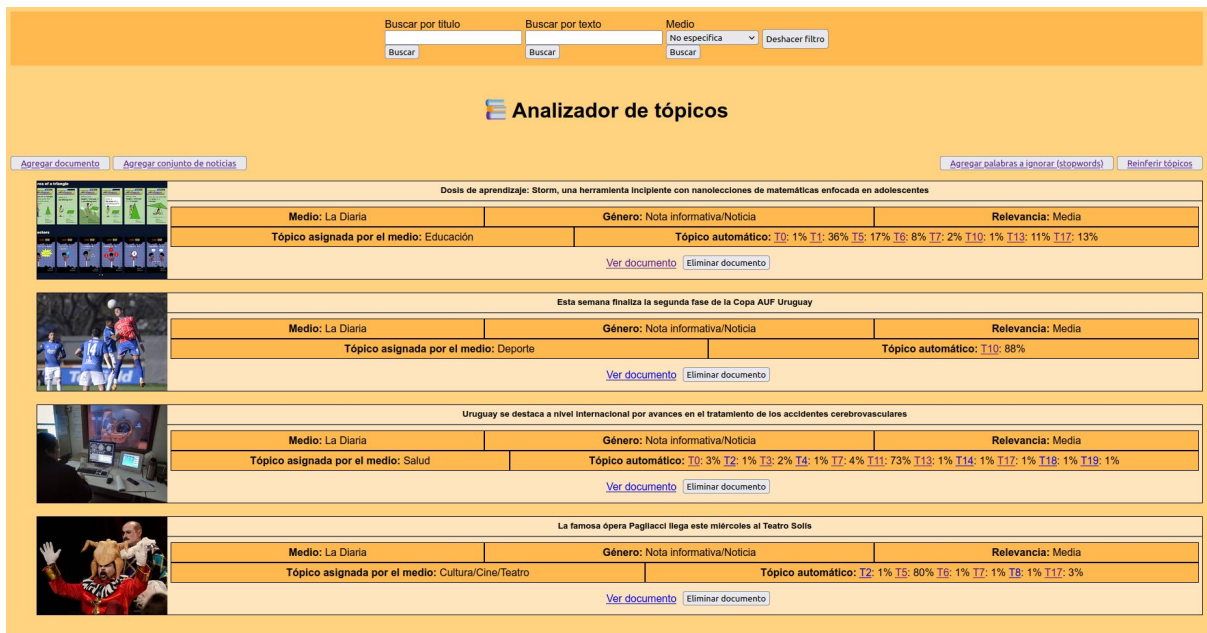 Buscar por titulo Buscar por texto Medio
No especifica Deshacer filtro
Buscar Buscar Buscar
Analizador de tópicos
Agregar documento Agregar conjunto de noticias Agregar palabras a ignorar (stopwords) Reinferir tópicos
Dosis de aprendizaje: Storm, una herramienta incipiente con nanolecciones de matemáticas enfocada en adolescentes
Medio: La Diaria Género: Nota informativa/Noticia Relevancia: Media
Tópico asignada por el medio: Educación Tópico automático: T0: 1% T1: 36% T5: 17% T6: 8% T7: 2% T10: 1% T13: 11% T17: 13%
Ver documento Eliminar documento
Esta semana finaliza la segunda fase de la Copa AUF Uruguay
Medio: La Diaria Género: Nota informativa/Noticia Relevancia: Media
Tópico asignada por el medio: Deporte Tópico automático: T10: 88%
Ver documento Eliminar documento
Uruguay se destaca a nivel internacional por avances en el tratamiento de los accidentes cerebrovasculares
Medio: La Diaria Género: Nota informativa/Noticia Relevancia: Media
Tópico asignada por el medio: Salud Tópico automático: T0: 3% T2: 1% T3: 2% T4: 1% T7: 4% T11: 73% T13: 1% T14: 1% T17: 1% T18: 1% T19: 1%
Ver documento Eliminar documento
La famosa ópera Pagliacci llega este miércoles al Teatro Solís
Medio: La Diaria Género: Nota informativa/Noticia Relevancia: Media
Tópico asignada por el medio: Cultura/Cine/Teatro Tópico automático: T2: 1% T5: 80% T6: 1% T7: 1% T8: 1% T17: 3%
Ver documento Eliminar documento